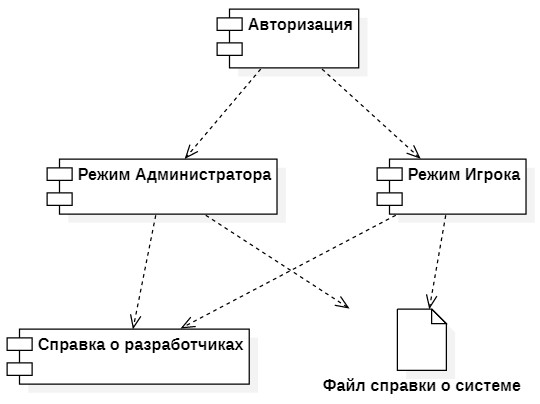 Авторизация
Режим Администратора
Режим Игрока
Справка о разработчиках
Файл справки о системе